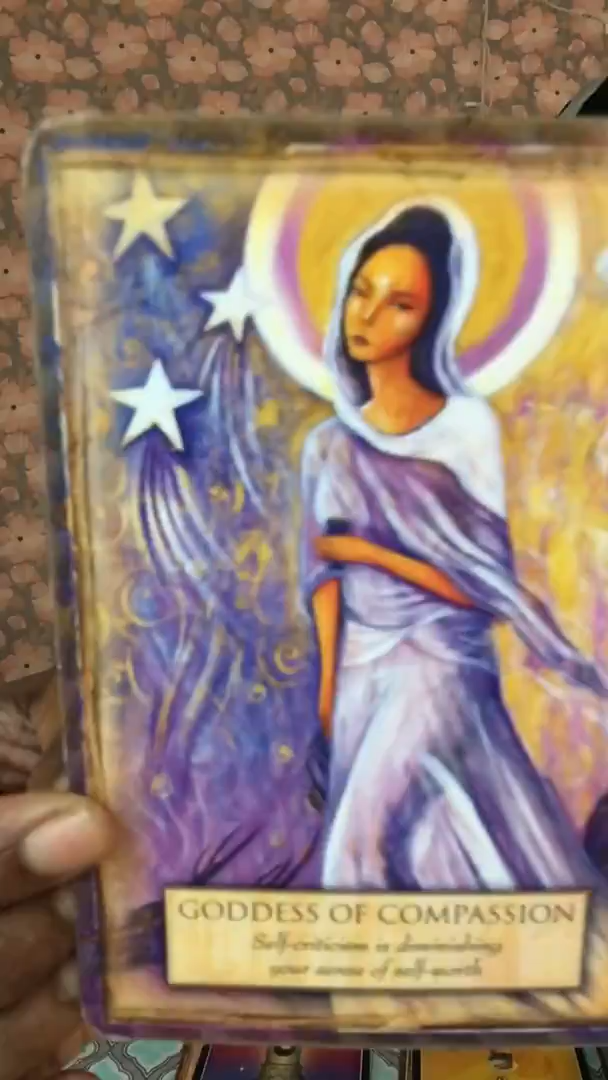 GODDESS OF COMPASSION
Self-criticism is diminishing
your sense of self-worth